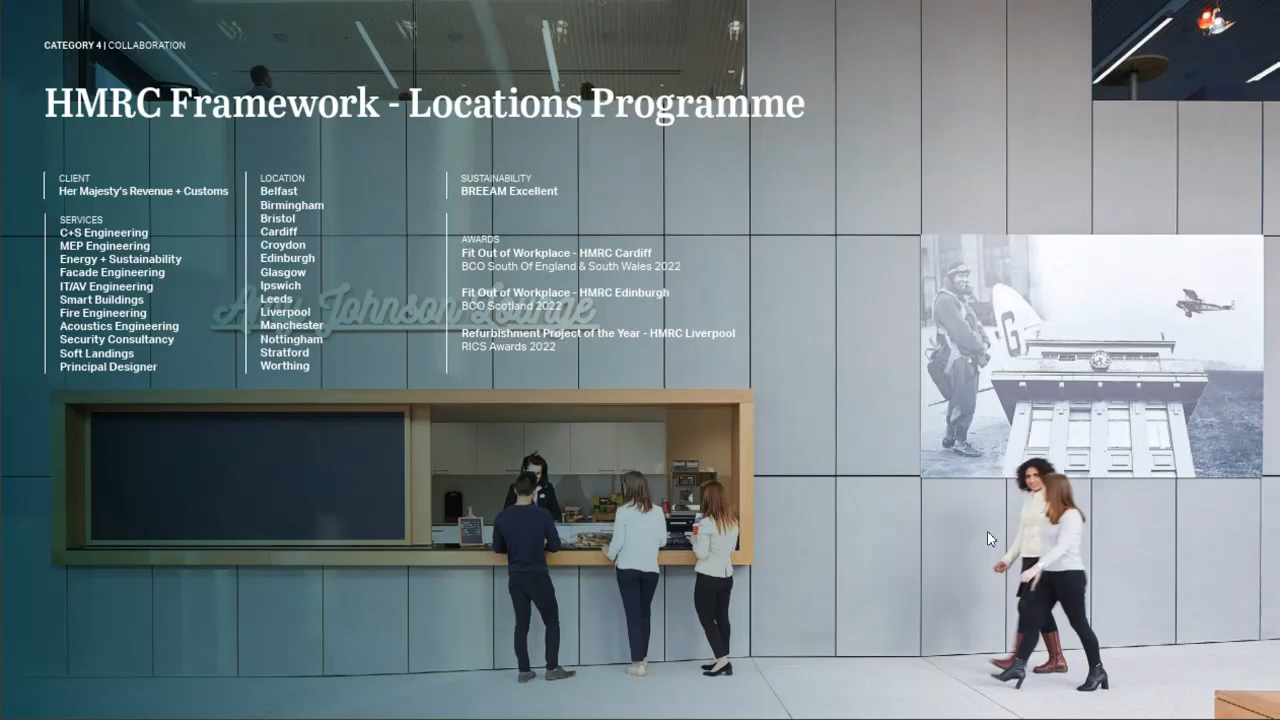 CATEGORY 4 | COLLABORATION
HMRC Framework - Locations Programme
CLIENT
Her Majesty's Revenue + Customs
SERVICES
C+S Engineering
MEP Engineering
Energy + Sustainability
Facade Engineering
IT/AV Engineering
Smart Buildings
Fire Engineering
Acoustics Engineering
Security Consultancy
Soft Landings
Principal Designer
LOCATION
Belfast
Birmingham
Bristol
Cardiff
Croydon
Edinburgh
Glasgow
Ipswich
Leeds
Liverpool
Manchester
Nottingham
Stratford
Worthing
SUSTAINABILITY
BREEAM Excellent
AWARDS
Fit Out of Workplace - HMRC Cardiff
BCO South Of England & South Wales 2022
Fit Out of Workplace - HMRC Edinburgh
BCO Scotland 2022
Refurbishment Project of the Year - HMRC Liverpool
RICS Awards 2022
Amy Johnson Lounge
G